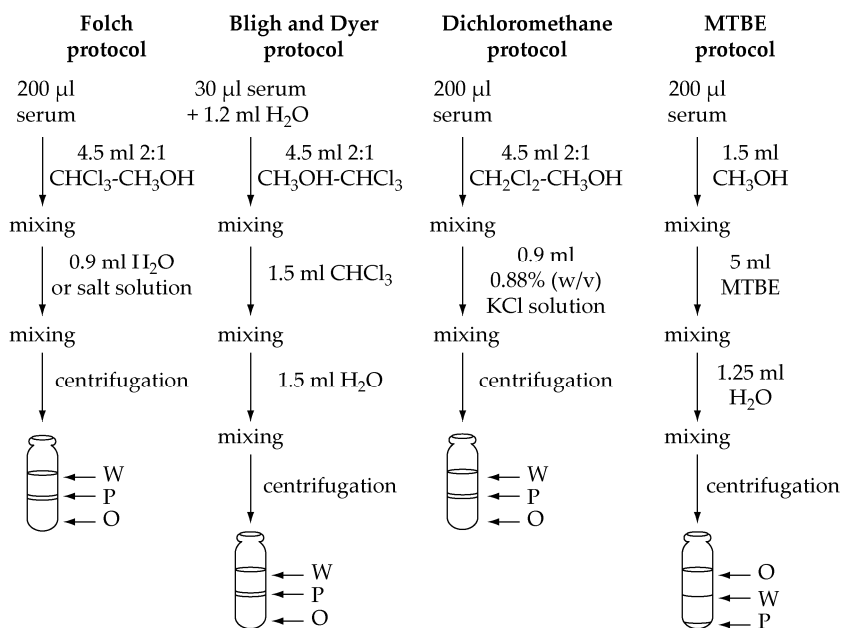 Folch
protocol
200 µl
serum
4.5 ml 2:1
CHCl₃-CH₃OH
mixing
0.9 ml H₂O
or salt solution
mixing
centrifugation
W
P
O
Bligh and Dyer
protocol
30 µl serum
+ 1.2 ml H₂O
4.5 ml 2:1
CH₃OH-CHCl₃
mixing
1.5 ml CHCl₃
mixing
1.5 ml H₂O
mixing
centrifugation
W
P
O
Dichloromethane
protocol
200 µl
serum
4.5 ml 2:1
CH₂Cl₂-CH₃OH
mixing
0.9 ml
0.88% (w/v)
KCl solution
mixing
centrifugation
W
P
O
MTBE
protocol
200 µl
serum
1.5 ml
CH₃OH
mixing
5 ml
MTBE
mixing
1.25 ml
H₂O
mixing
centrifugation
O
W
P